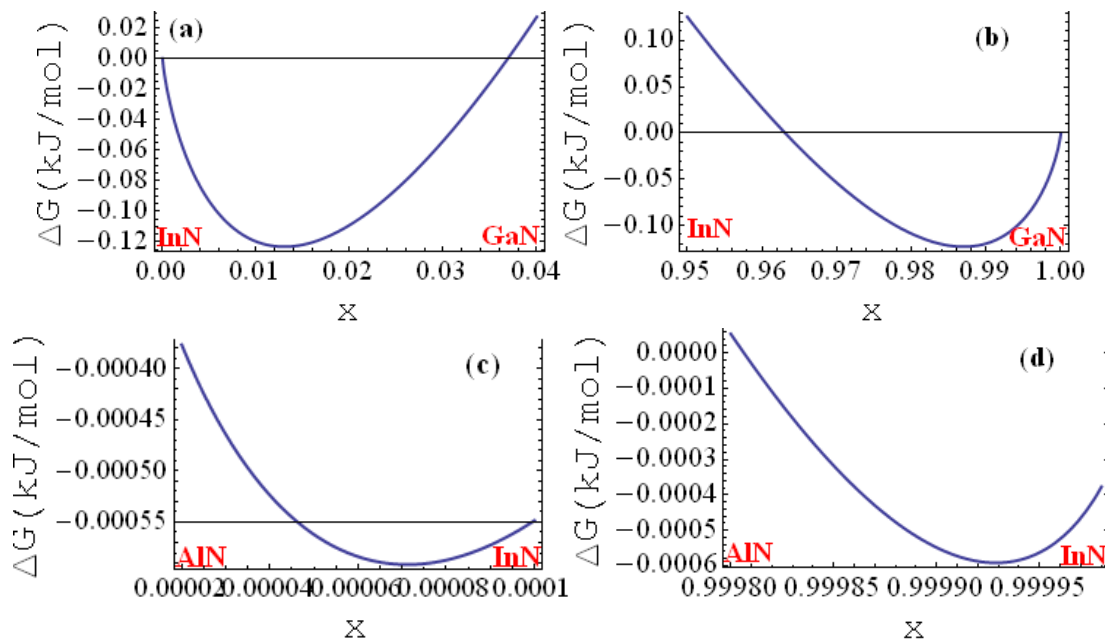 (a)
ΔG(kJ/mol)
0.02
0.00
−0.02
−0.04
−0.06
−0.08
−0.10
−0.12
InN
GaN
0.00 0.01 0.02 0.03 0.04
x
(b)
ΔG(kJ/mol)
0.10
0.05
0.00
−0.05
−0.10
InN
GaN
0.95 0.96 0.97 0.98 0.99 1.00
x
(c)
ΔG(kJ/mol)
−0.00040
−0.00045
−0.00050
−0.00055
AlN
InN
0.00002 0.00004 0.00006 0.00008 0.0001
x
(d)
ΔG(kJ/mol)
0.0000
−0.0001
−0.0002
−0.0003
−0.0004
−0.0005
−0.0006
AlN
InN
0.99980 0.99985 0.99990 0.99995
x